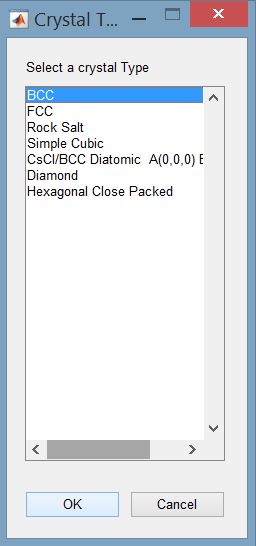 Crystal T...
Select a crystal Type
BCC
FCC
Rock Salt
Simple Cubic
CsCl/BCC Diatomic  A(0,0,0) E
Diamond
Hexagonal Close Packed
OK
Cancel